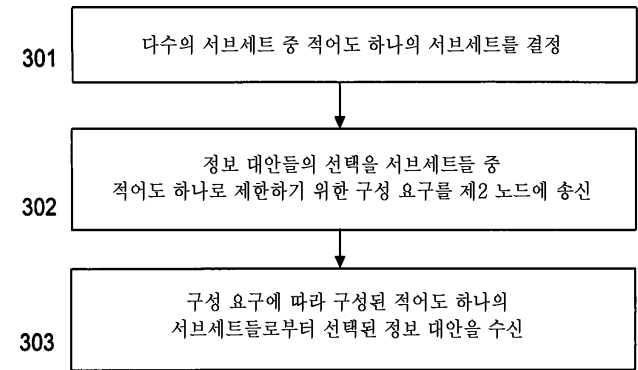 301
다수의 서브세트 중 적어도 하나의 서브세트를 결정
302
정보 대안들의 선택을 서브세트들 중
적어도 하나로 제한하기 위한 구성 요구를 제2 노드에 송신
303
구성 요구에 따라 구성된 적어도 하나의
서브세트들로부터 선택된 정보 대안을 수신